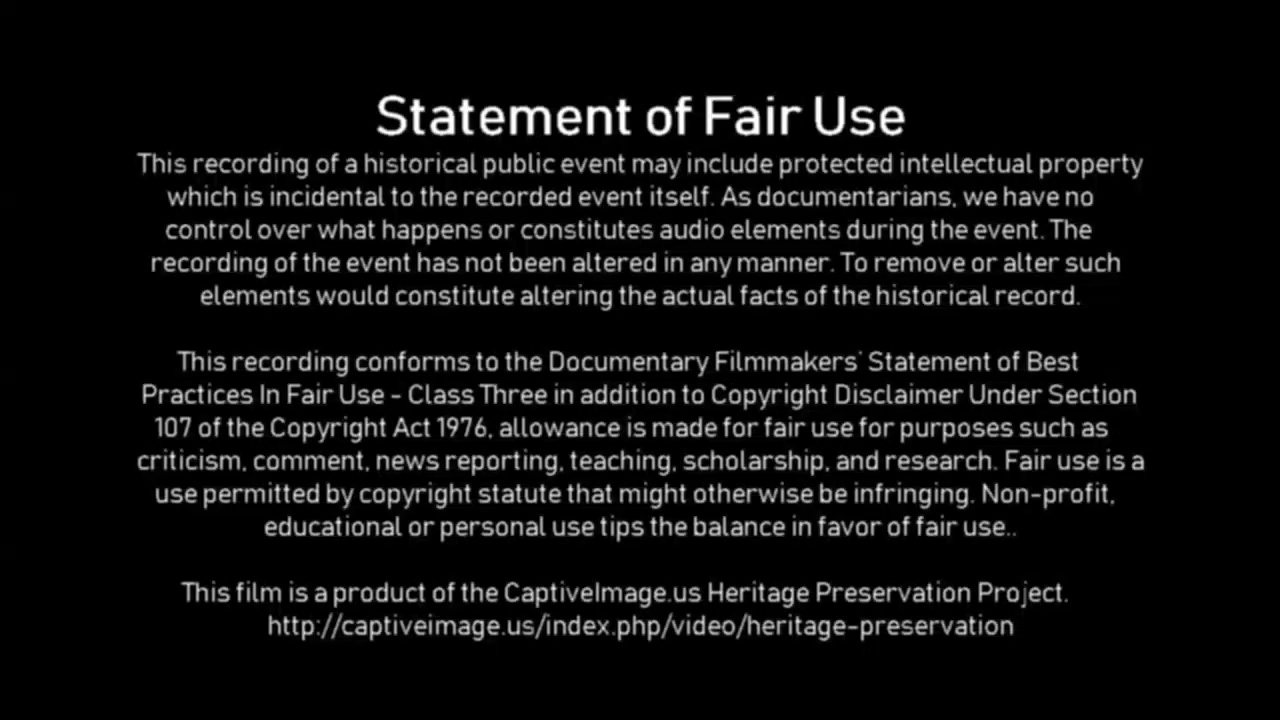 Statement of Fair Use
This recording of a historical public event may include protected intellectual property
which is incidental to the recorded event itself. As documentarians, we have no
control over what happens or constitutes audio elements during the event. The
recording of the event has not been altered in any manner. To remove or alter such
elements would constitute altering the actual facts of the historical record.
This recording conforms to the Documentary Filmmakers' Statement of Best
Practices In Fair Use - Class Three in addition to Copyright Disclaimer Under Section
107 of the Copyright Act 1976, allowance is made for fair use for purposes such as
criticism, comment, news reporting, teaching, scholarship, and research. Fair use is a
use permitted by copyright statute that might otherwise be infringing. Non-profit,
educational or personal use tips the balance in favor of fair use..
This film is a product of the CaptiveImage.us Heritage Preservation Project.
http://captiveimage.us/index.php/video/heritage-preservation